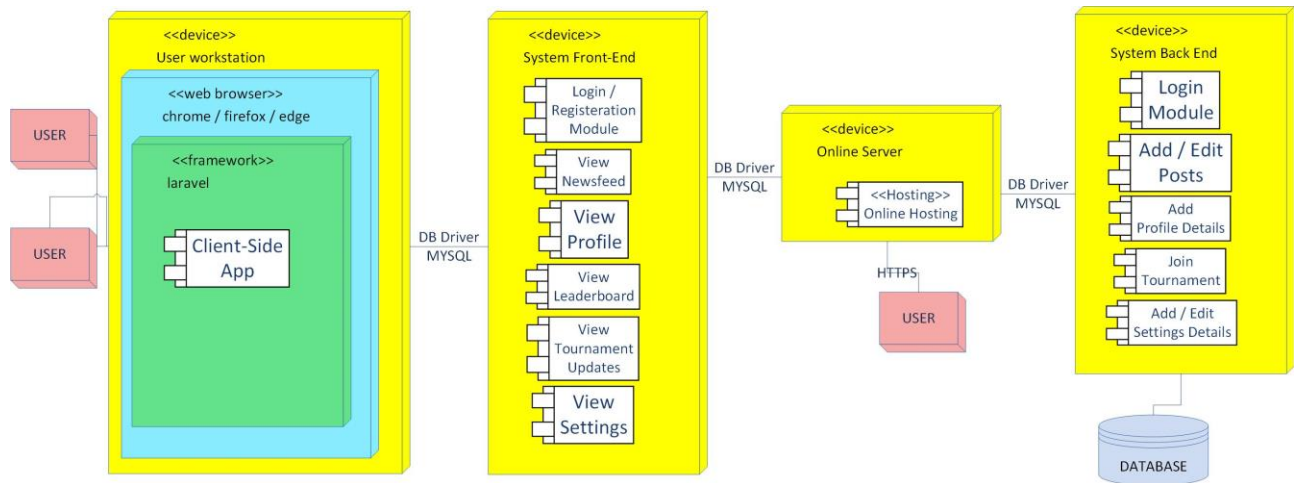 USER
USER
<<device>>
User workstation
<<web browser>>
chrome / firefox / edge
<<framework>>
laravel
Client-Side
App
DB Driver
MYSQL
<<device>>
System Front-End
Login /
Registeration
Module
View
Newsfeed
View
Profile
View
Leaderboard
View
Tournament
Updates
View
Settings
DB Driver
MYSQL
<<device>>
Online Server
<<Hosting>>
Online Hosting
HTTPS
USER
DB Driver
MYSQL
<<device>>
System Back End
Login
Module
Add / Edit
Posts
Add
Profile Details
Join
Tournament
Add / Edit
Settings Details
DATABASE